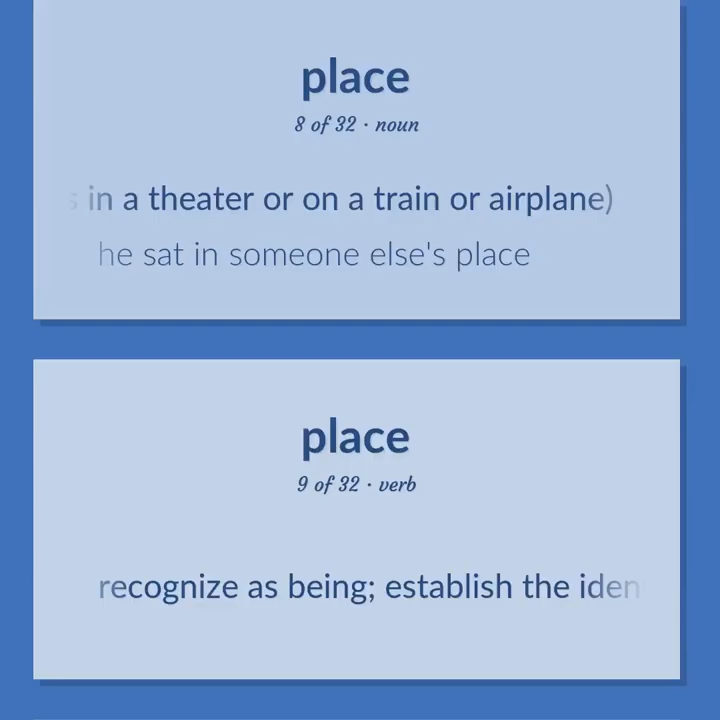 place
8 of 32 · noun
in a theater or on a train or airplane)
he sat in someone else's place
place
9 of 32 · verb
recognize as being; establish the iden